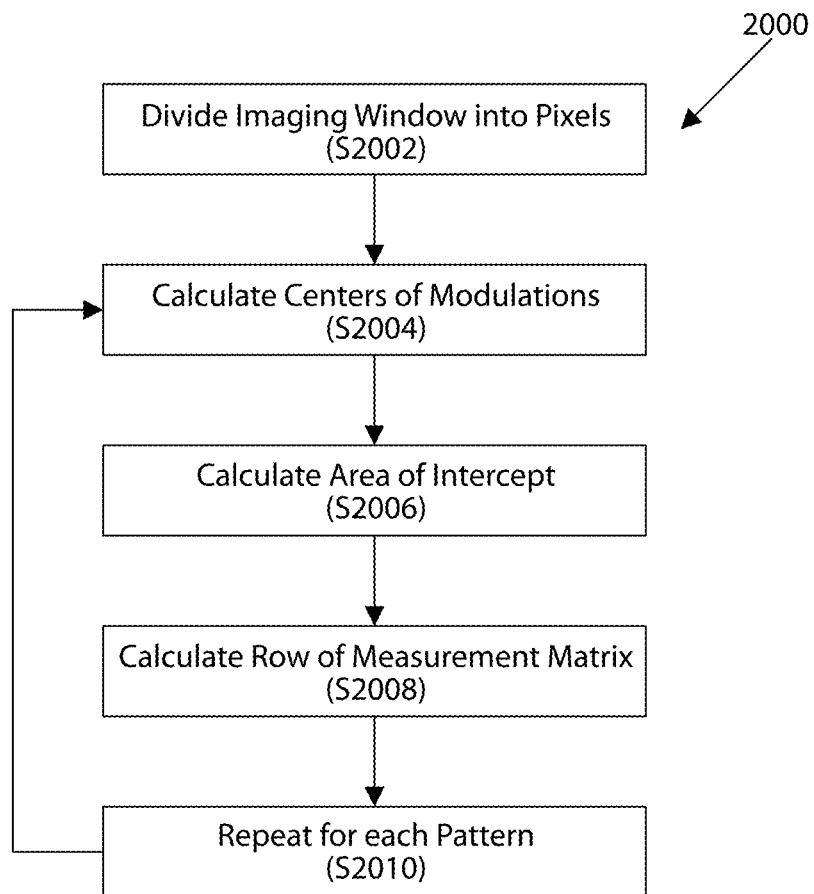 2000
Divide Imaging Window into Pixels
(S2002)
Calculate Centers of Modulations
(S2004)
Calculate Area of Intercept
(S2006)
Calculate Row of Measurement Matrix
(S2008)
Repeat for each Pattern
(S2010)